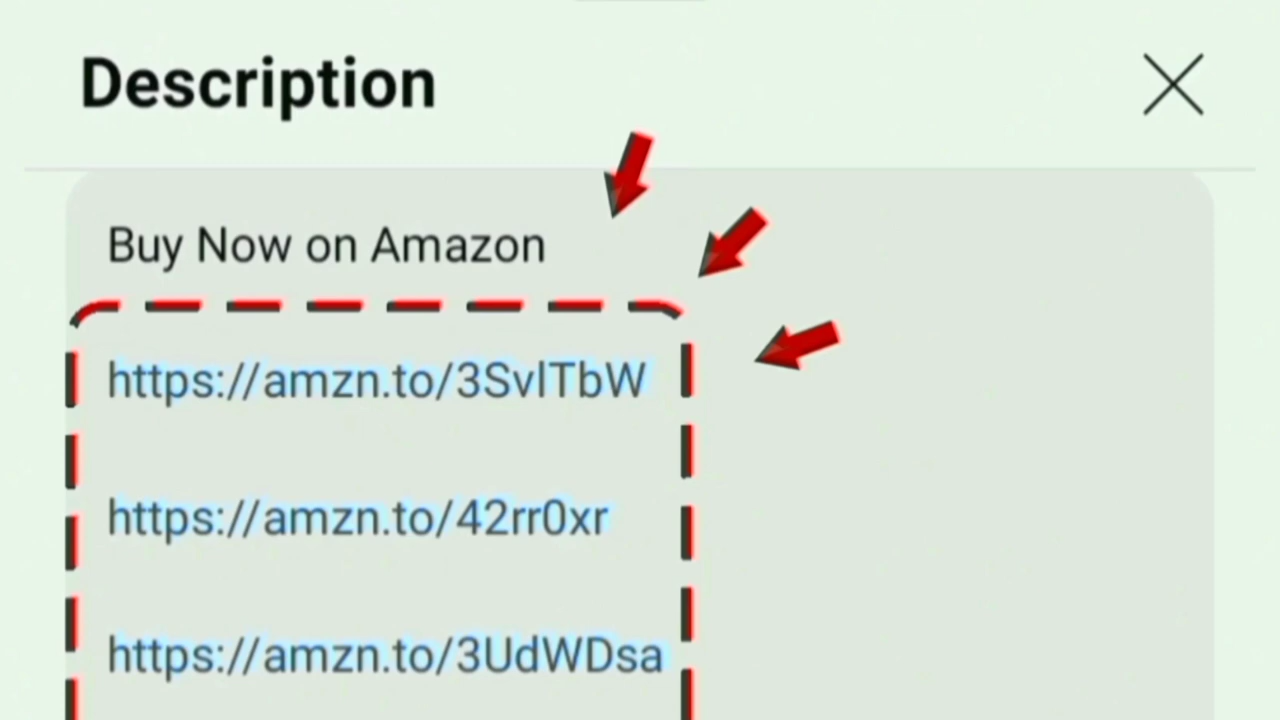 Description
Buy Now on Amazon
https://amzn.to/3SvlTbW
https://amzn.to/42rr0xr
https://amzn.to/3UdWDsa